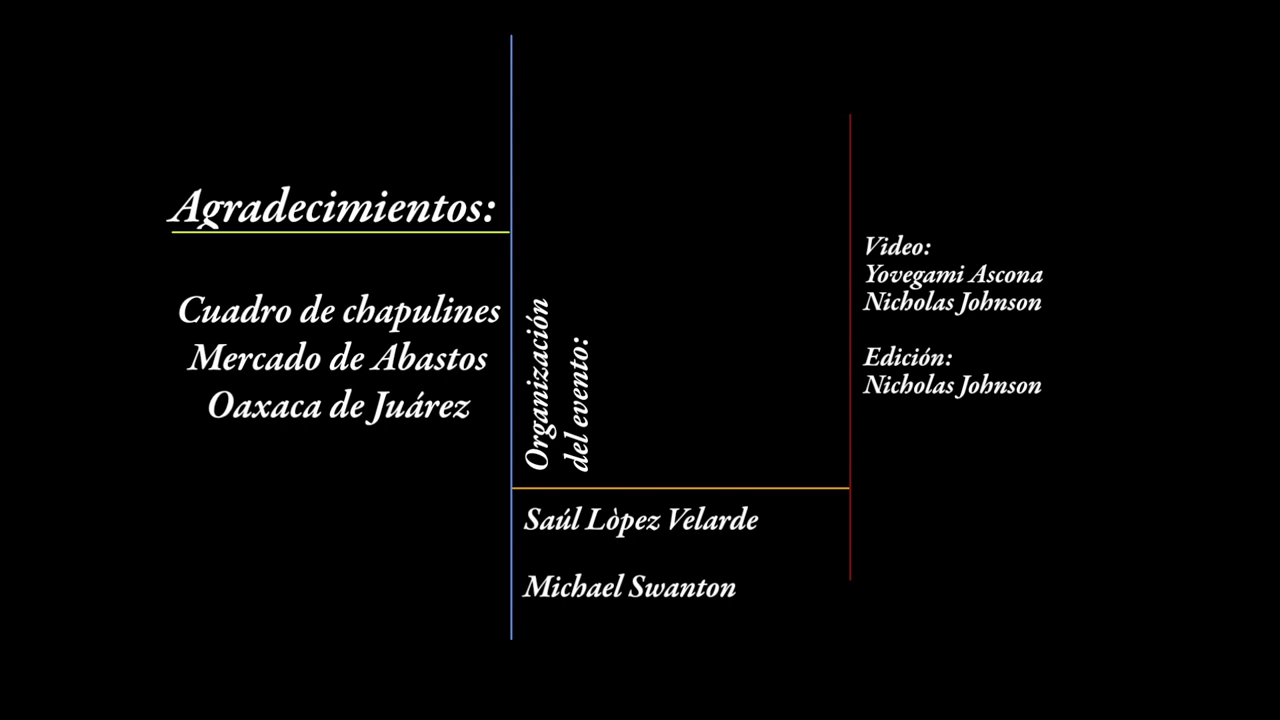 Agradecimientos:
Cuadro de chapulines
Mercado de Abastos
Oaxaca de Juárez
Organización
del evento:
Saúl Lòpez Velarde
Michael Swanton
Video:
Yovegami Ascona
Nicholas Johnson
Edición:
Nicholas Johnson